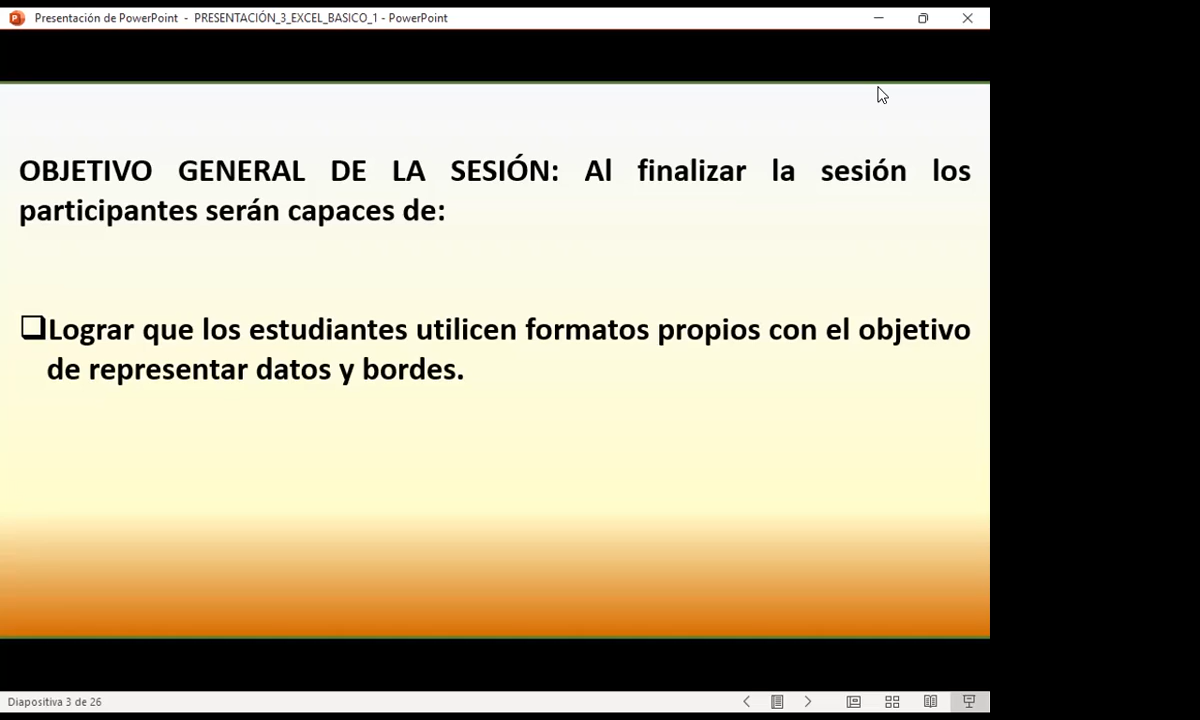 Presentación de PowerPoint - PRESENTACIÓN_3_EXCEL_BASICO_1 - PowerPoint
OBJETIVO GENERAL DE LA SESIÓN: Al finalizar la sesión los
participantes serán capaces de:
Lograr que los estudiantes utilicen formatos propios con el objetivo
de representar datos y bordes.
Diapositiva 3 de 26